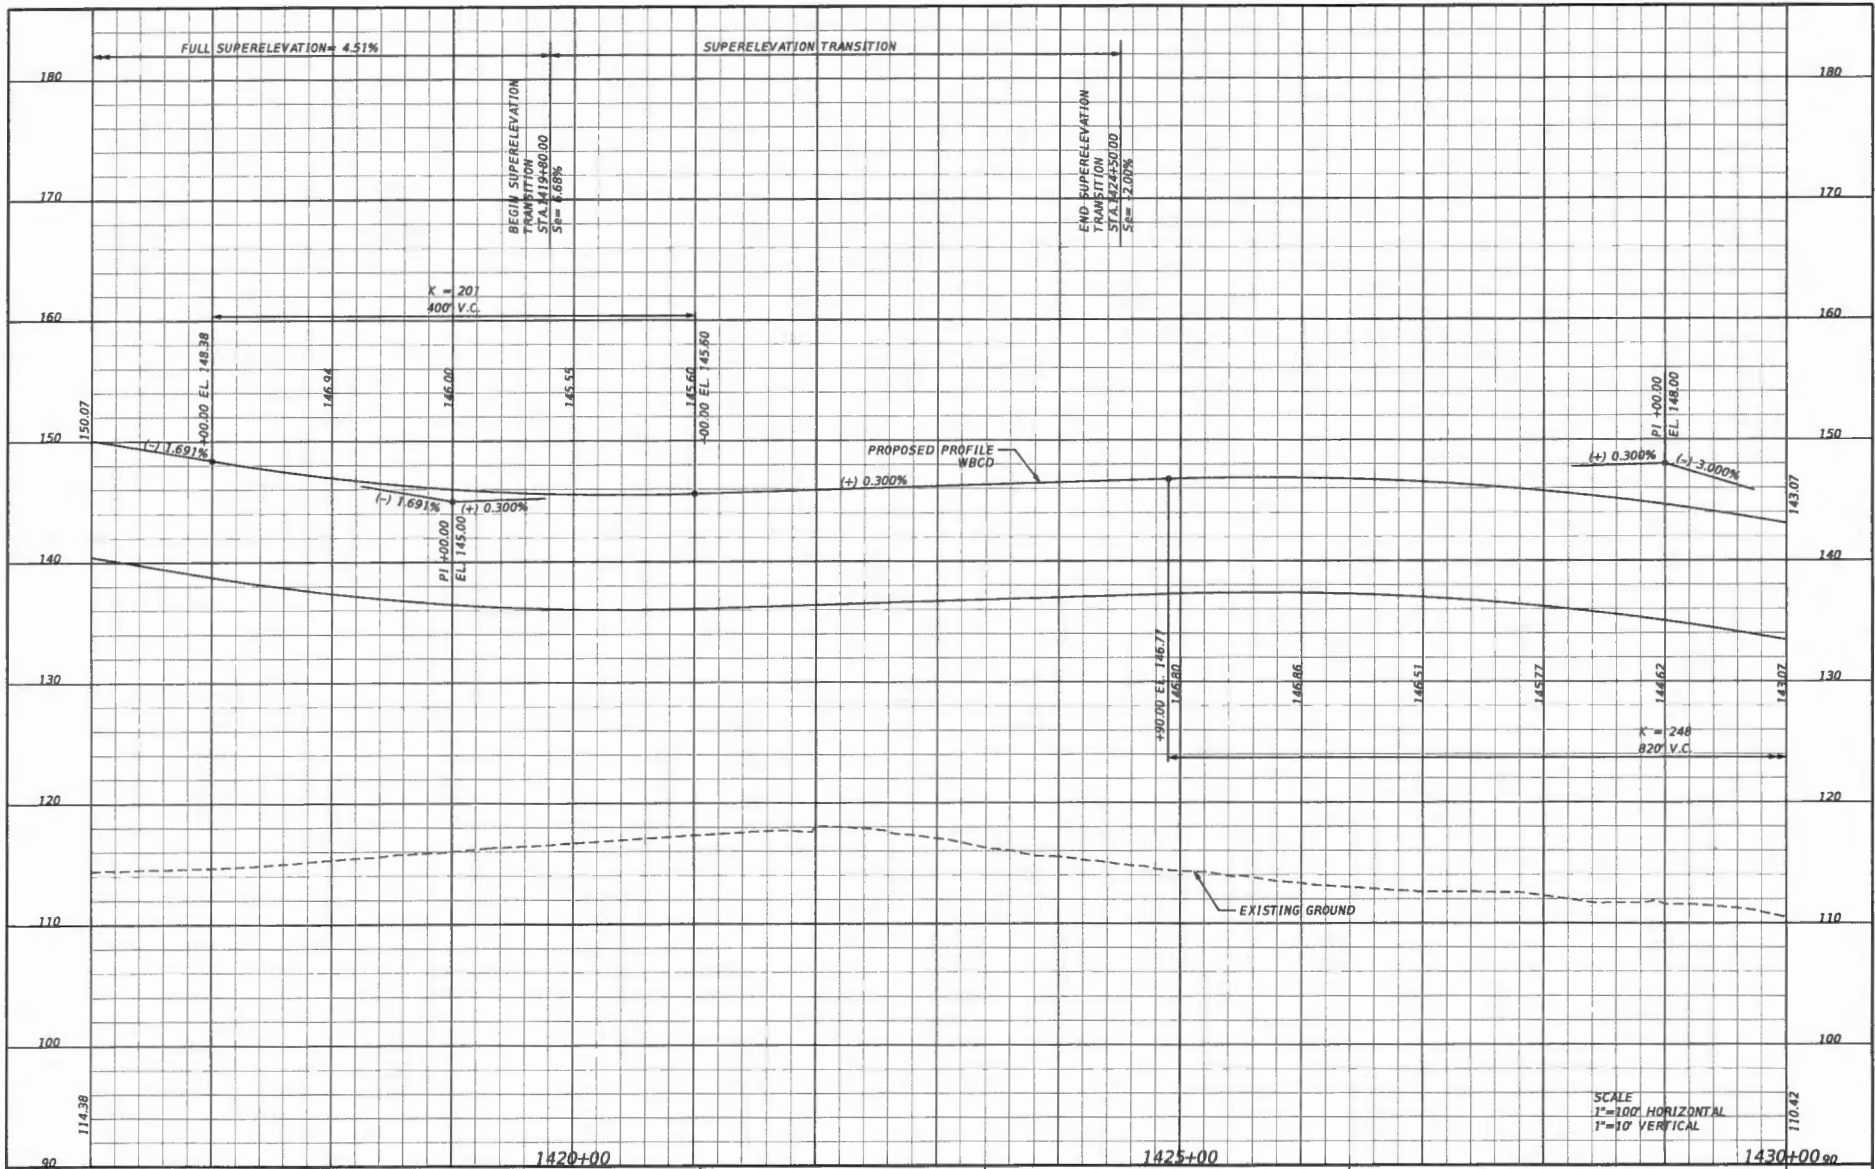 FULL SUPERELEVATION= 4.51%
SUPERELEVATION TRANSITION
180
180
BEGIN SUPERELEVATION
TRANSITION
STA.1419+80.00
END SUPERELEVATION
TRANSITION
STA.1424+50.00
Se= -2.00%
170
170
K = 201
400' V.C.
160
160
150.07
+00.00 EL. 148.38
146.94
146.00
145.55
145.60
+00.00 EL. 145.60
PI +00.00
EL. 148.00
150
150
(-) 1.691%
PROPOSED PROFILE
WBCD
(+) 0.300%
(+) 0.300%
(-) 3.000%
(-) 1.691%
(+) 0.300%
PI +00.00
EL. 145.00
143.07
140
140
+90.00 EL. 146.77
146.80
146.86
146.51
145.77
144.62
143.07
130
130
K = 248
820' V.C.
120
120
EXISTING GROUND
110
110
100
100
114.38
110.42
SCALE
1"=100' HORIZONTAL
1"=10' VERTICAL
90
1420+00
1425+00
1430+00
90